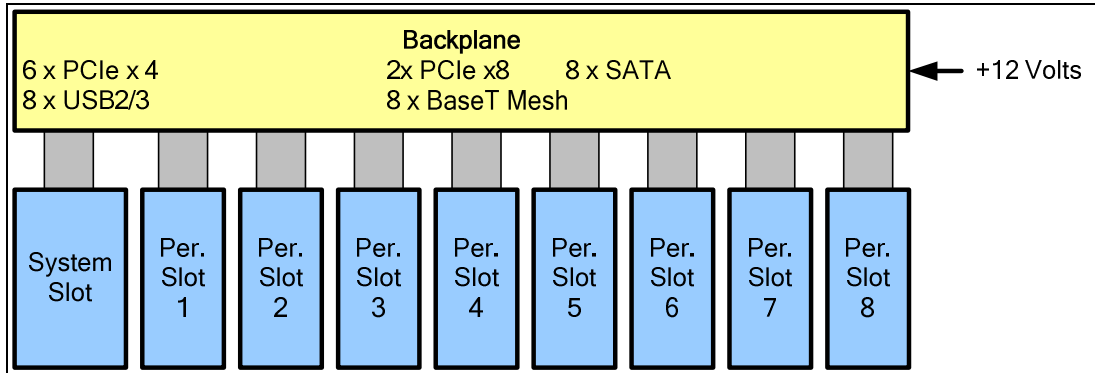 Backplane
6 x PCIe x 4 2x PCIe x8 8 x SATA
8 x USB2/3 8 x BaseT Mesh
+12 Volts
System
Slot
Per.
Slot
1
Per.
Slot
2
Per.
Slot
3
Per.
Slot
4
Per.
Slot
5
Per.
Slot
6
Per.
Slot
7
Per.
Slot
8